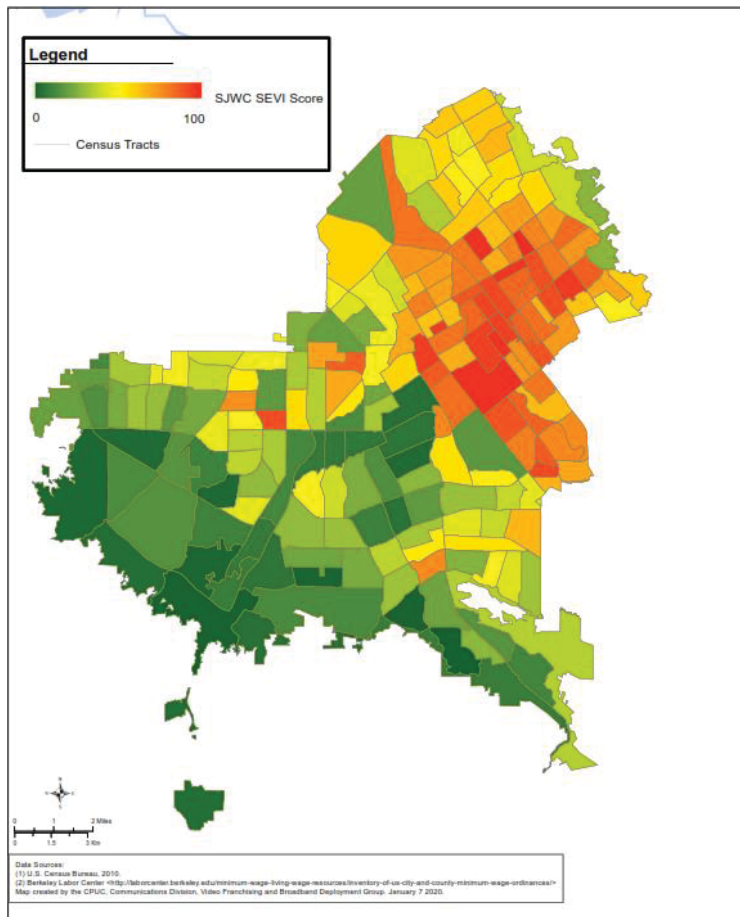 Legend
SJWC SEVI Score
0 100
Census Tracts
N
W E
S
0 1 2 Miles
0 1.5 3 Km
Data Sources:
(1) U.S. Census Bureau, 2010.
(2) Berkeley Labor Center <http://laborcenter.berkeley.edu/minimum-wage-living-wage-resources/inventory-of-us-city-and-county-minimum-wage-ordinances/>
Map created by the CPUC, Communications Division, Video Franchising and Broadband Deployment Group. January 7 2020.